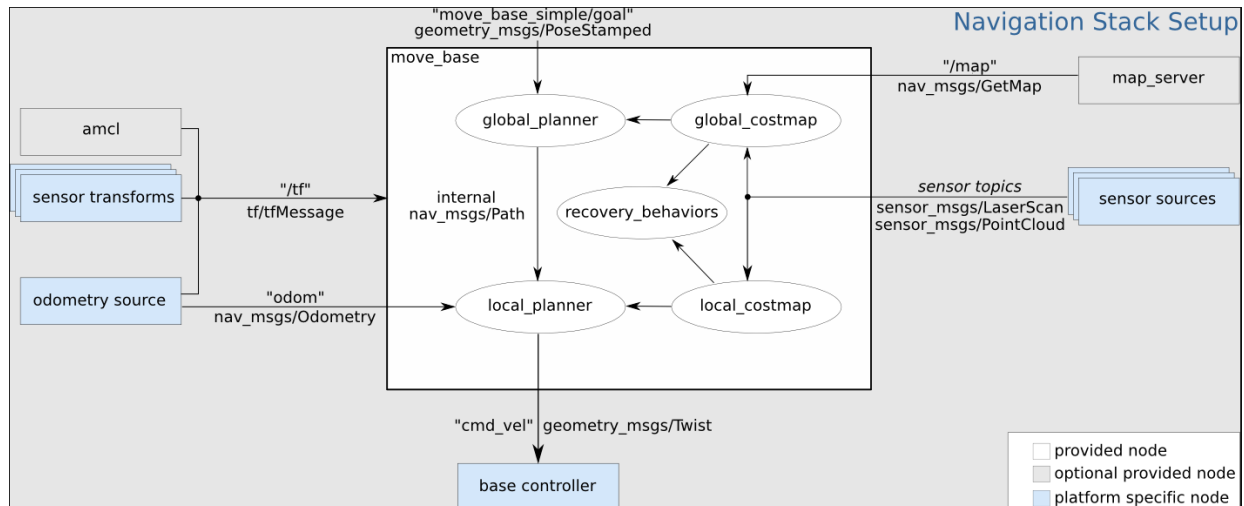 Navigation Stack Setup
"move_base_simple/goal"
geometry_msgs/PoseStamped
move_base
"/map"
nav_msgs/GetMap
map_server
global_planner
global_costmap
amcl
sensor transforms
"/tf"
tf/tfMessage
internal
nav_msgs/Path
recovery_behaviors
sensor topics
sensor_msgs/LaserScan
sensor_msgs/PointCloud
sensor sources
odometry source
"odom"
nav_msgs/Odometry
local_planner
local_costmap
"cmd_vel" geometry_msgs/Twist
base controller
provided node
optional provided node
platform specific node